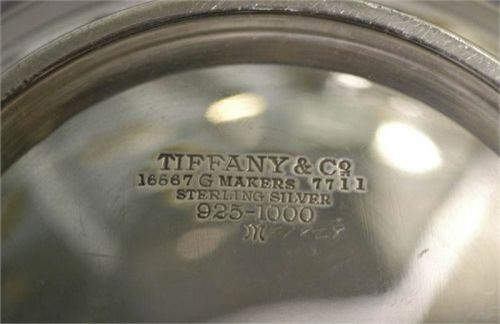 TIFFANY & Co
16667 G MAKERS 7711
STERLING SILVER
925-1000
M